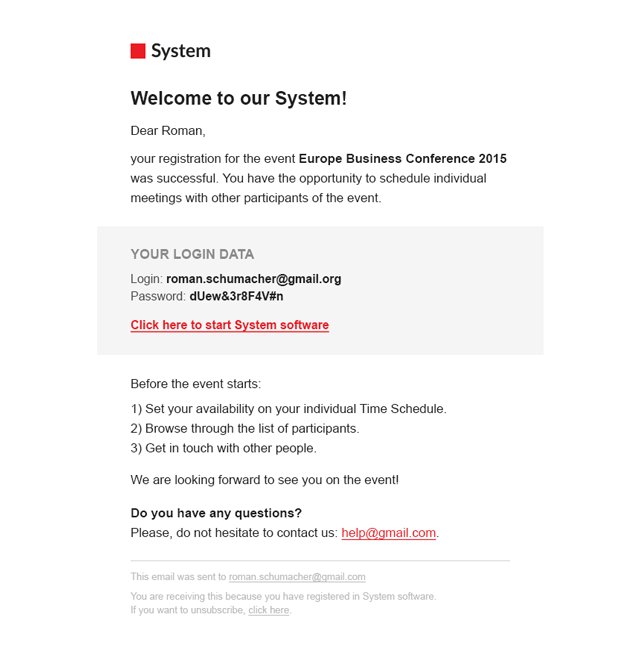 System
Welcome to our System!
Dear Roman,
your registration for the event Europe Business Conference 2015
was successful. You have the opportunity to schedule individual
meetings with other participants of the event.
YOUR LOGIN DATA
Login: roman.schumacher@gmail.org
Password: dUew&3r8F4V#n
Click here to start System software
Before the event starts:
1) Set your availability on your individual Time Schedule.
2) Browse through the list of participants.
3) Get in touch with other people.
We are looking forward to see you on the event!
Do you have any questions?
Please, do not hesitate to contact us: help@gmail.com.
This email was sent to roman.schumacher@gmail.com
You are receiving this because you have registered in System software.
If you want to unsubscribe, click here.